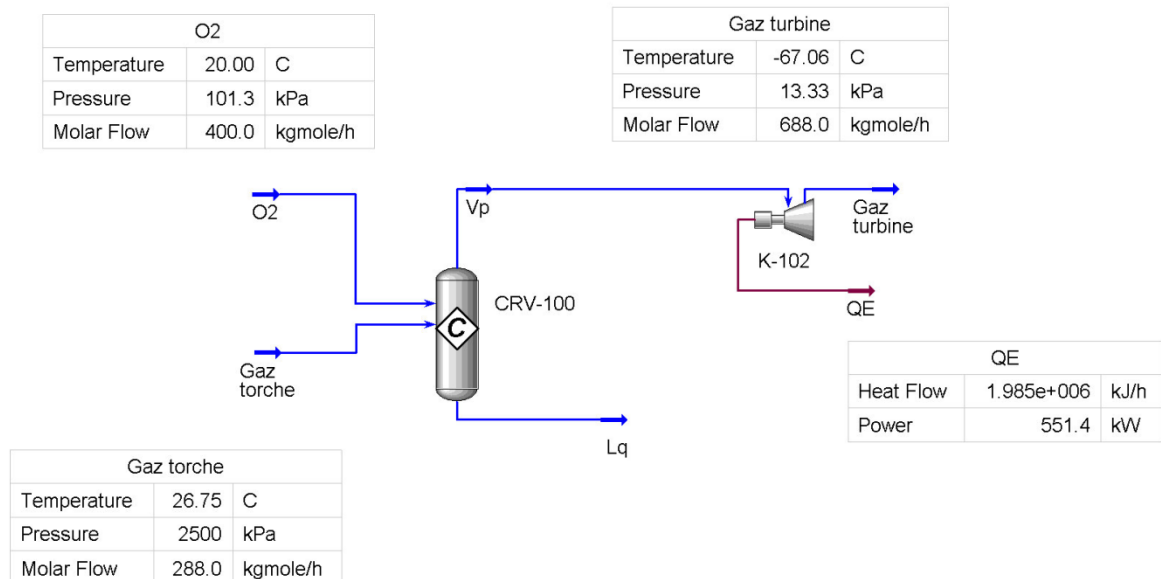 O2
Temperature 20.00 C
Pressure 101.3 kPa
Molar Flow 400.0 kgmole/h
Gaz turbine
Temperature -67.06 C
Pressure 13.33 kPa
Molar Flow 688.0 kgmole/h
O2
Vp
Gaz
turbine
K-102
QE
CRV-100
C
Gaz
torche
Lq
QE
Heat Flow 1.985e+006 kJ/h
Power 551.4 kW
Gaz torche
Temperature 26.75 C
Pressure 2500 kPa
Molar Flow 288.0 kgmole/h